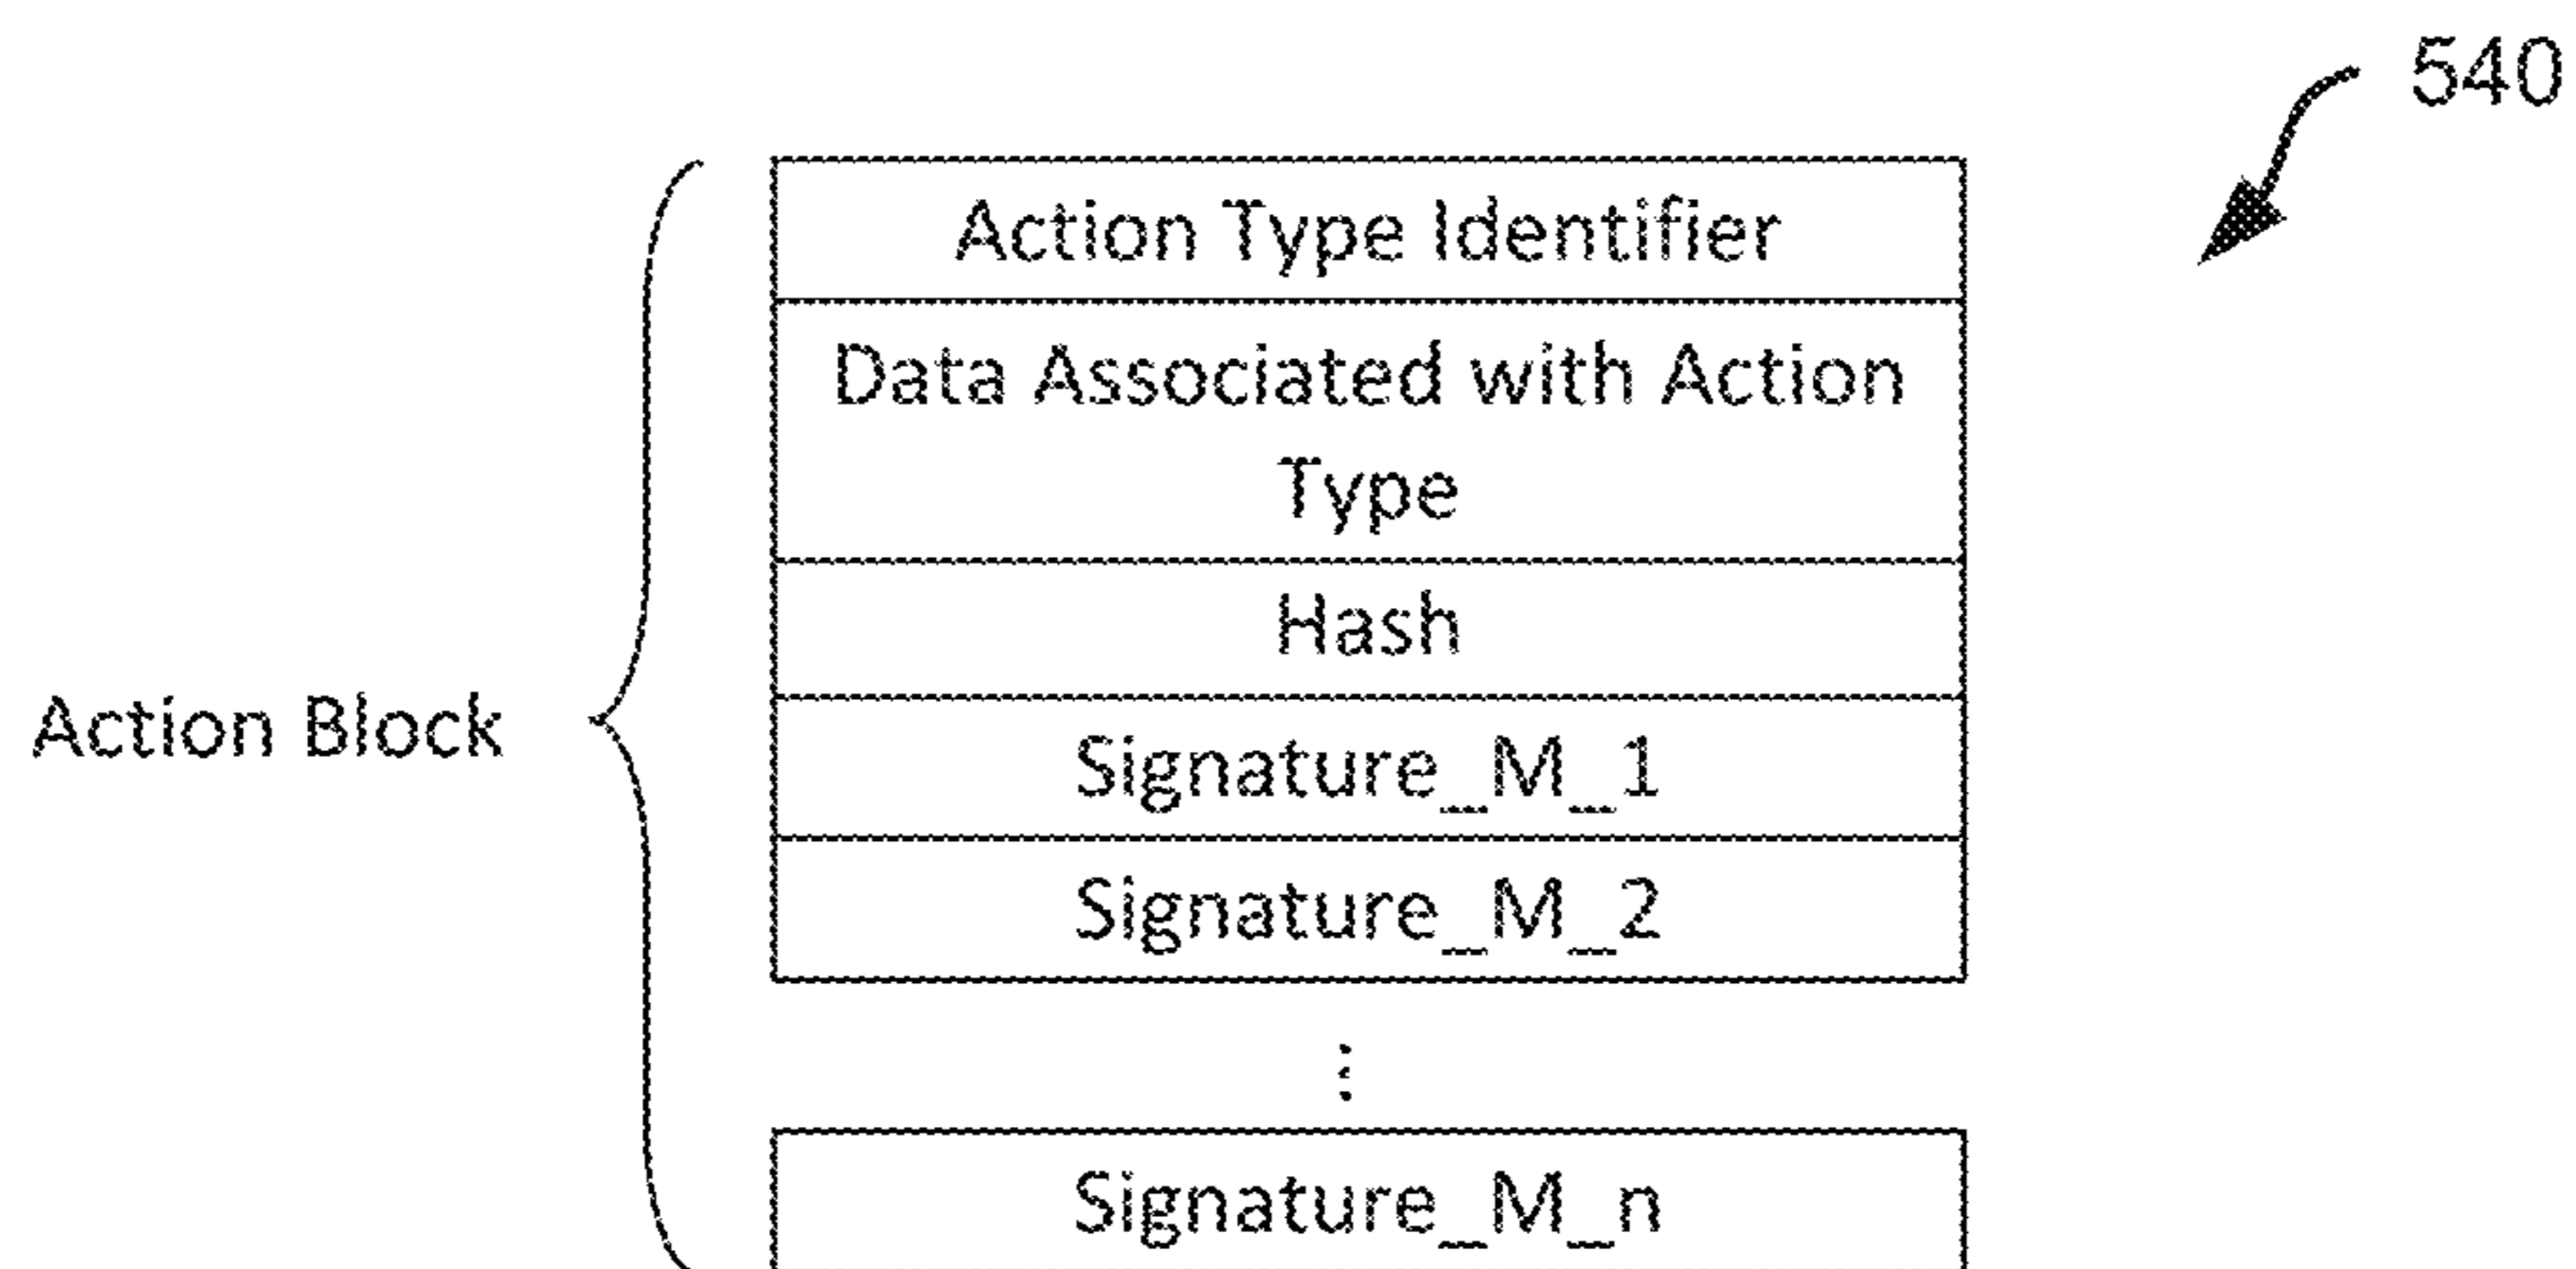 540
Action Type Identifier
Data Associated with Action
Type
Hash
Action Block
Signature_M_1
Signature_M_2
⋮
Signature_M_n